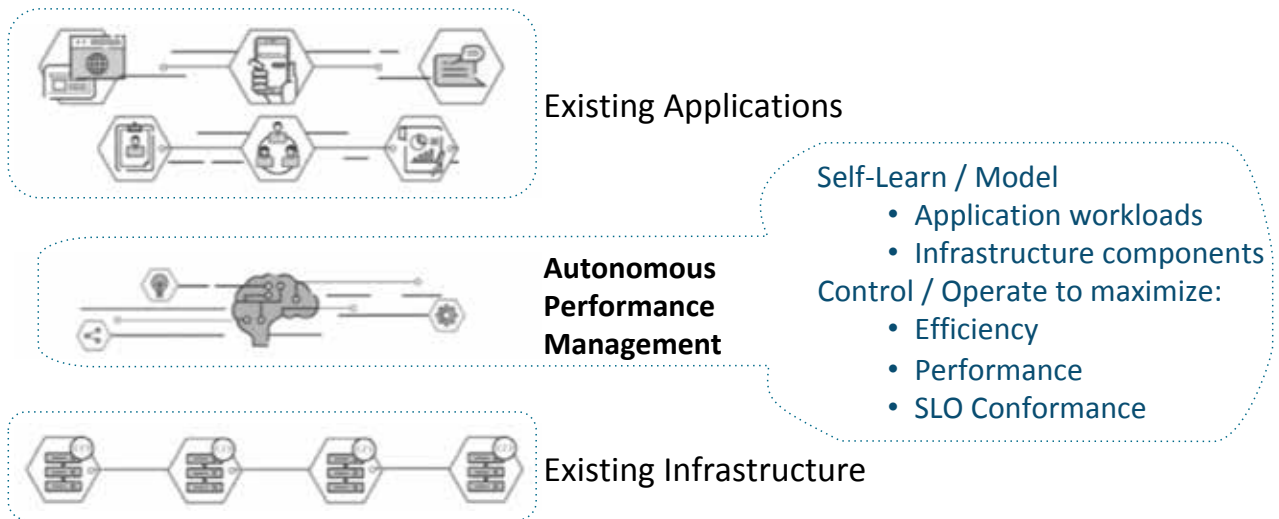 Existing Applications
Self-Learn / Model
• Application workloads
• Infrastructure components
Control / Operate to maximize:
• Efficiency
• Performance
• SLO Conformance
Autonomous
Performance
Management
Existing Infrastructure